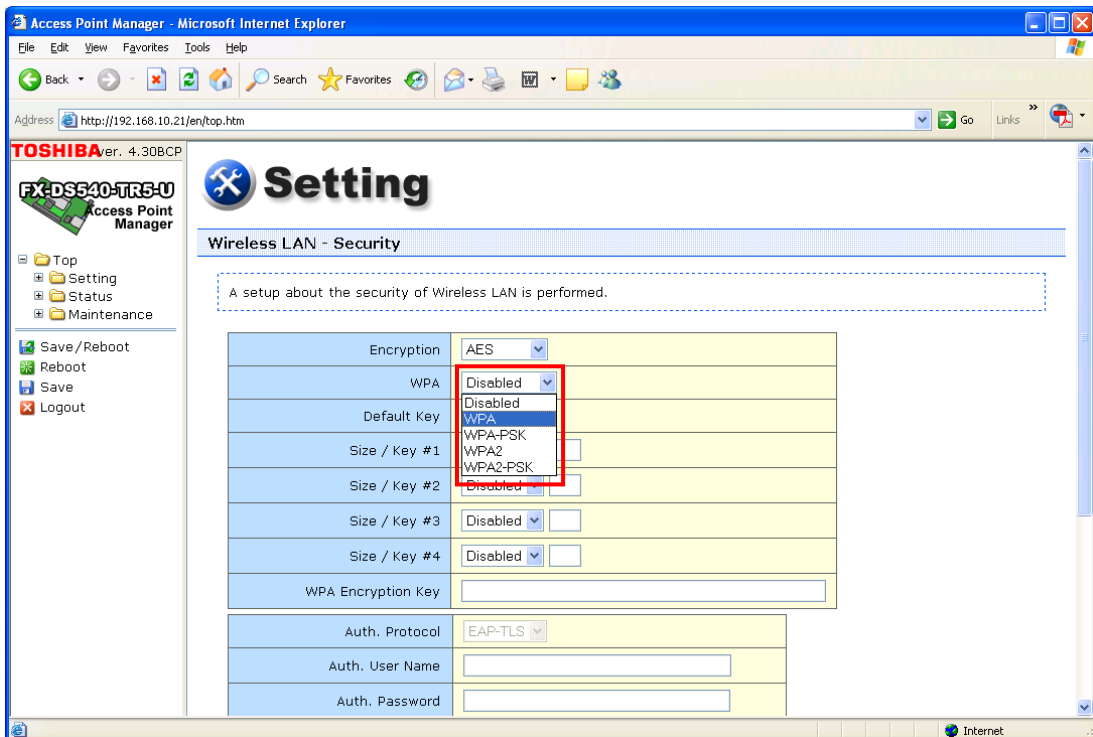 Access Point Manager - Microsoft Internet Explorer
File Edit View Favorites Tools Help
Back Search Favorites
Address http://192.168.10.21/en/top.htm Go Links »
TOSHIBA ver. 4.30BCP
FX-DS540-TR5-U
Access Point
Manager
Top
Setting
Status
Maintenance
Save/Reboot
Reboot
Save
Logout
Setting
Wireless LAN - Security
A setup about the security of Wireless LAN is performed.
Encryption AES
WPA Disabled
Disabled
WPA
WPA-PSK
WPA2
WPA2-PSK
Default Key
Size / Key #1
Size / Key #2 Disabled
Size / Key #3 Disabled
Size / Key #4 Disabled
WPA Encryption Key
Auth. Protocol EAP-TLS
Auth. User Name
Auth. Password
Internet